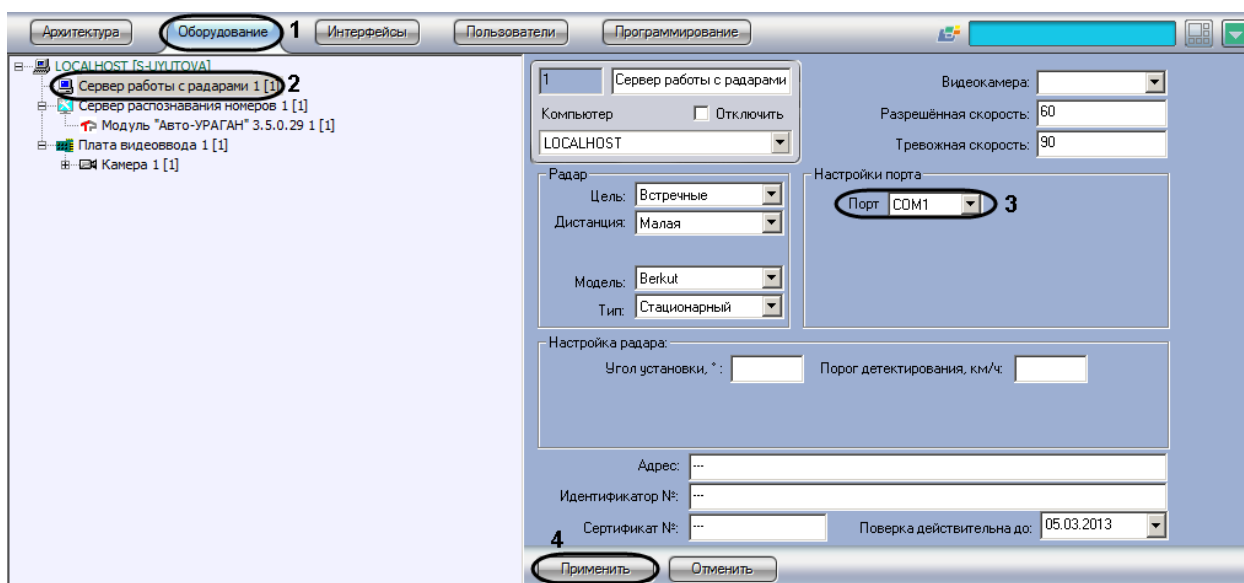 Архитектура Оборудование 1 Интерфейсы Пользователи Программирование
LOCALHOST [S-UYUTOVA]
Сервер работы с радарами 1 [1] 2
Сервер распознавания номеров 1 [1]
Модуль "Авто-УРАГАН" 3.5.0.29 1 [1]
Плата видеоввода 1 [1]
Камера 1 [1]
1 Сервер работы с радарами
Компьютер Отключить
LOCALHOST
Видеокамера:
Разрешённая скорость: 60
Тревожная скорость: 90
Радар
Цель: Встречные
Дистанция: Малая
Модель: Berkut
Тип: Стационарный
Настройки порта
Порт COM1 3
Настройка радара:
Угол установки, ° : Порог детектирования, км/ч:
Адрес: ---
Идентификатор №: ---
Сертификат №: --- Поверка действительна до: 05.03.2013
4
Применить Отменить